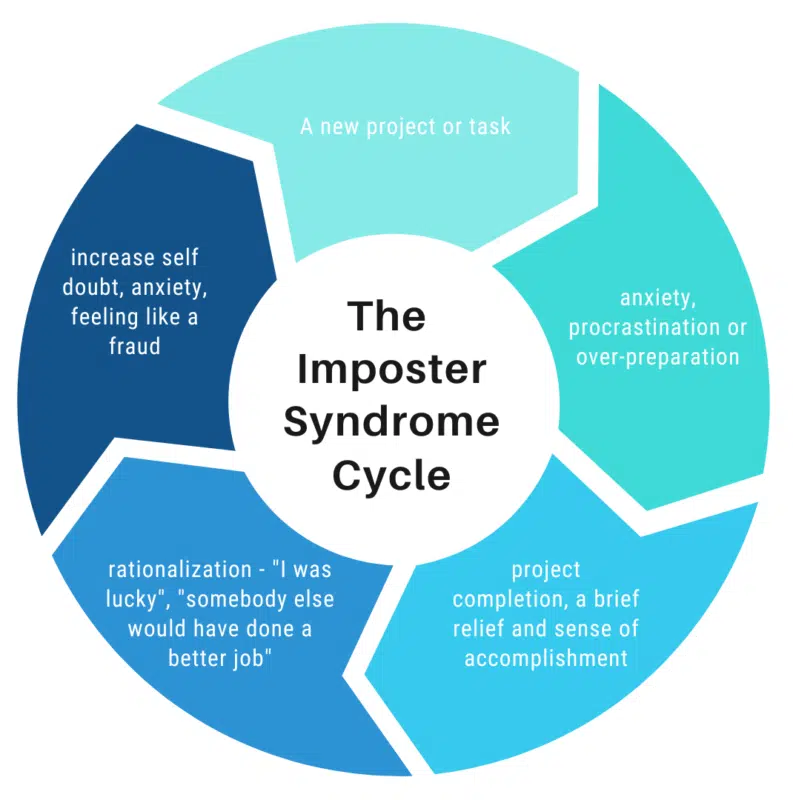 A new project or task
anxiety,
procrastination or
over-preparation
project
completion, a brief
relief and sense of
accomplishment
rationalization - "I was
lucky", "somebody else
would have done a
better job"
increase self
doubt, anxiety,
feeling like a
fraud
The
Imposter
Syndrome
Cycle